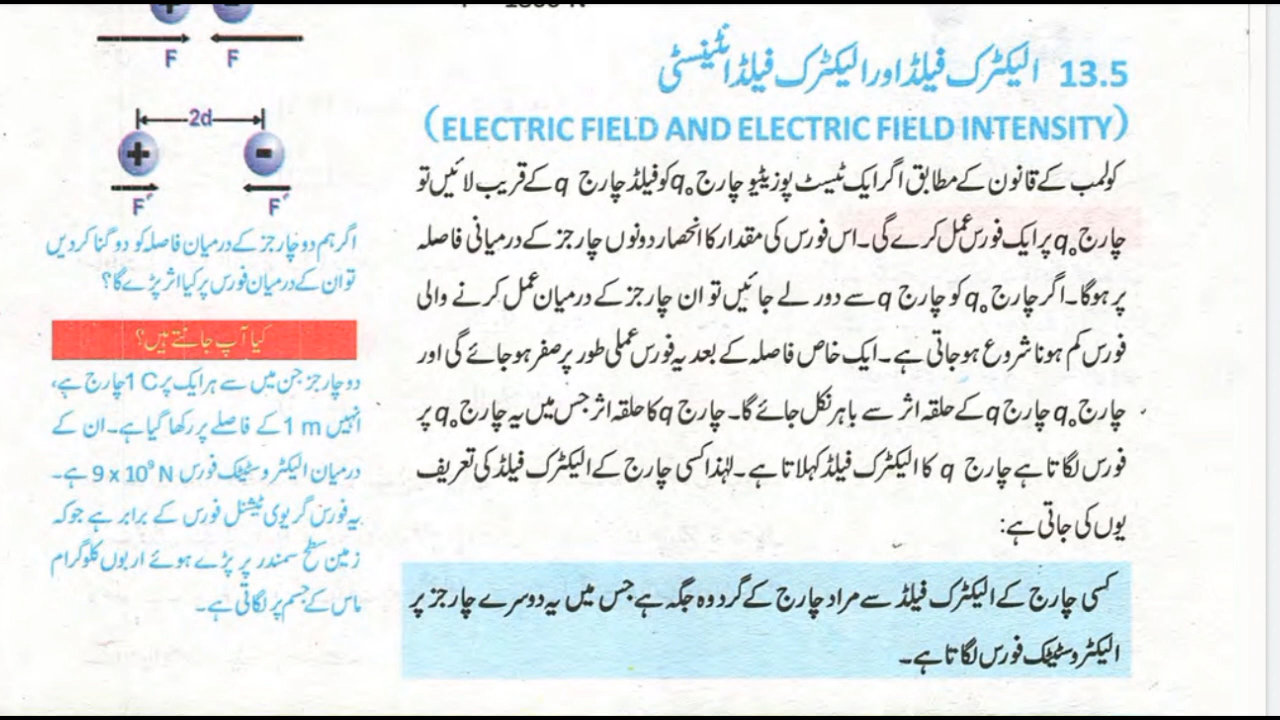 13.5 الیکٹرک فیلڈ اور الیکٹرک فیلڈ انٹینسٹی
(ELECTRIC FIELD AND ELECTRIC FIELD INTENSITY)
کولمب کے قانون کے مطابق اگر ایک ٹیسٹ پوزیٹیو چارج q₀ کو فیلڈ چارج q کے قریب لائیں تو
چارج q₀ پر ایک فورس عمل کرے گی۔ اس فورس کی مقدار کا انحصار دونوں چارجز کے درمیانی فاصلہ
پر ہوگا۔ اگر چارج q₀ کو چارج q سے دور لے جائیں تو ان چارجز کے درمیان عمل کرنے والی
فورس کم ہونا شروع ہو جاتی ہے۔ ایک خاص فاصلہ کے بعد یہ فورس عملی طور پر صفر ہو جائے گی اور
چارج q₀ چارج q کے حلقہ اثر سے باہر نکل جائے گا۔ چارج q کا حلقہ اثر جس میں یہ چارج q₀ پر
فورس لگاتا ہے چارج q کا الیکٹرک فیلڈ کہلاتا ہے۔ لہٰذا کسی چارج کے الیکٹرک فیلڈ کی تعریف
یوں کی جاتی ہے:
کسی چارج کے الیکٹرک فیلڈ سے مراد چارج کے گرد وہ جگہ ہے جس میں یہ دوسرے چارجز پر
الیکٹروسٹیٹک فورس لگاتا ہے۔
+ -
F F
2d
+ -
F′ F′
اگر ہم دو چارجز کے درمیان فاصلہ کو دو گنا کر دیں
تو ان کے درمیان فورس پر کیا اثر پڑے گا؟
کیا آپ جانتے ہیں؟
دو چارجز جن میں سے ہر ایک پر 1 C چارج ہے،
انہیں 1 m کے فاصلے پر رکھا گیا ہے۔ ان کے
درمیان الیکٹروسٹیٹک فورس 9 x 10⁹ N ہے۔
یہ فورس گریوی ٹیشنل فورس کے برابر ہے جو کہ
زمین سطح سمندر پر پڑے ہوئے اربوں کلوگرام
ماس کے جسم پر لگاتی ہے۔